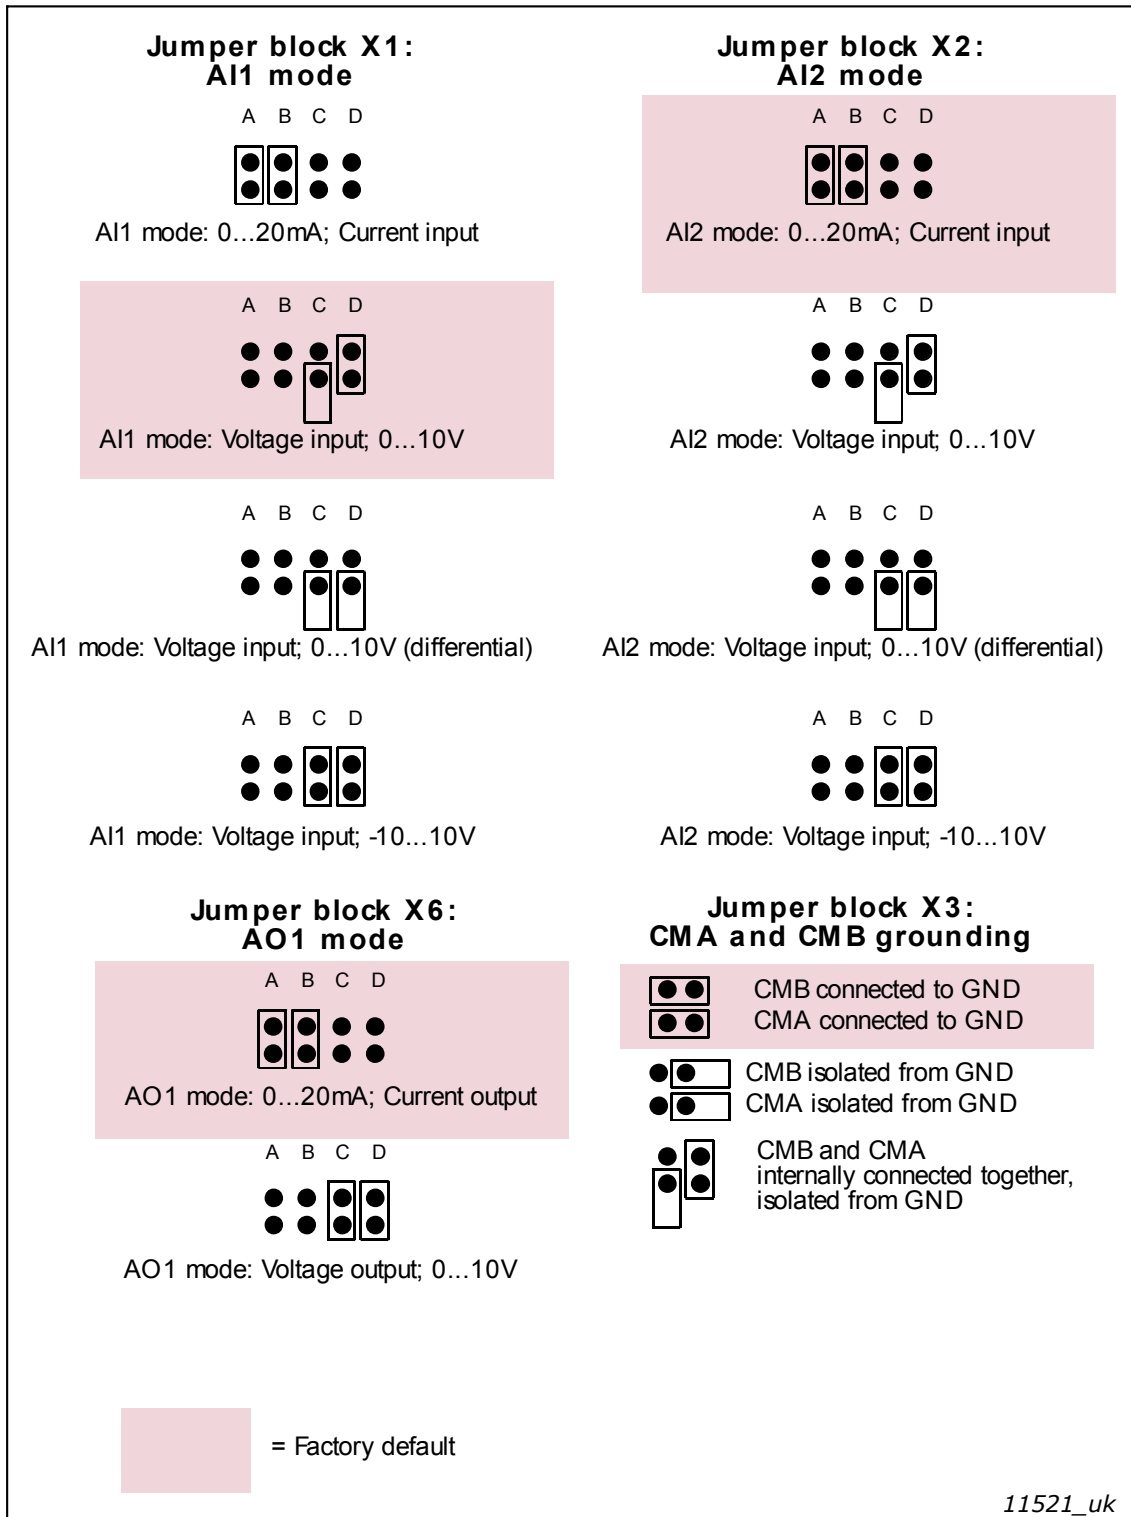 Jumper block X1:
AI1 mode
A B C D
AI1 mode: 0...20mA; Current input
A B C D
AI1 mode: Voltage input; 0...10V
A B C D
AI1 mode: Voltage input; 0...10V (differential)
A B C D
AI1 mode: Voltage input; -10...10V
Jumper block X2:
AI2 mode
A B C D
AI2 mode: 0...20mA; Current input
A B C D
AI2 mode: Voltage input; 0...10V
A B C D
AI2 mode: Voltage input; 0...10V (differential)
A B C D
AI2 mode: Voltage input; -10...10V
Jumper block X6:
AO1 mode
A B C D
AO1 mode: 0...20mA; Current output
A B C D
AO1 mode: Voltage output; 0...10V
Jumper block X3:
CMA and CMB grounding
CMB connected to GND
CMA connected to GND
CMB isolated from GND
CMA isolated from GND
CMB and CMA
internally connected together,
isolated from GND
= Factory default
11521_uk